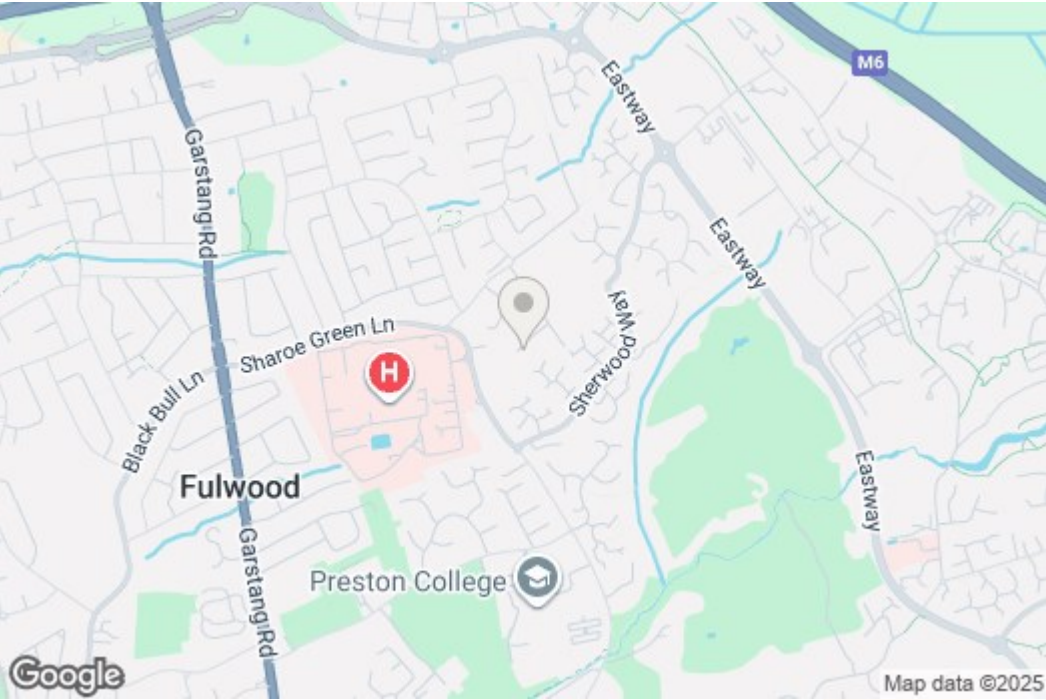 M6
Eastway
Garstang Rd
Eastway
Sharoe Green Ln
Sherwood Way
H
Black Bull Ln
Fulwood
Eastway
Garstang Rd
Preston College
Google
Map data ©2025